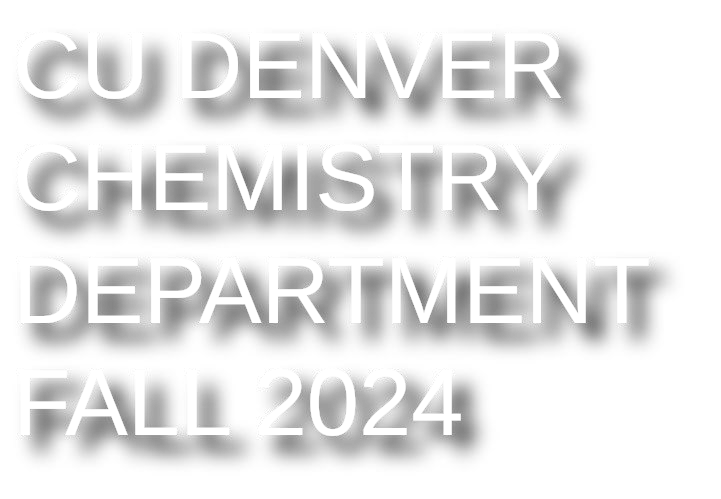 CU DENVER
CHEMISTRY
DEPARTMENT
FALL 2024